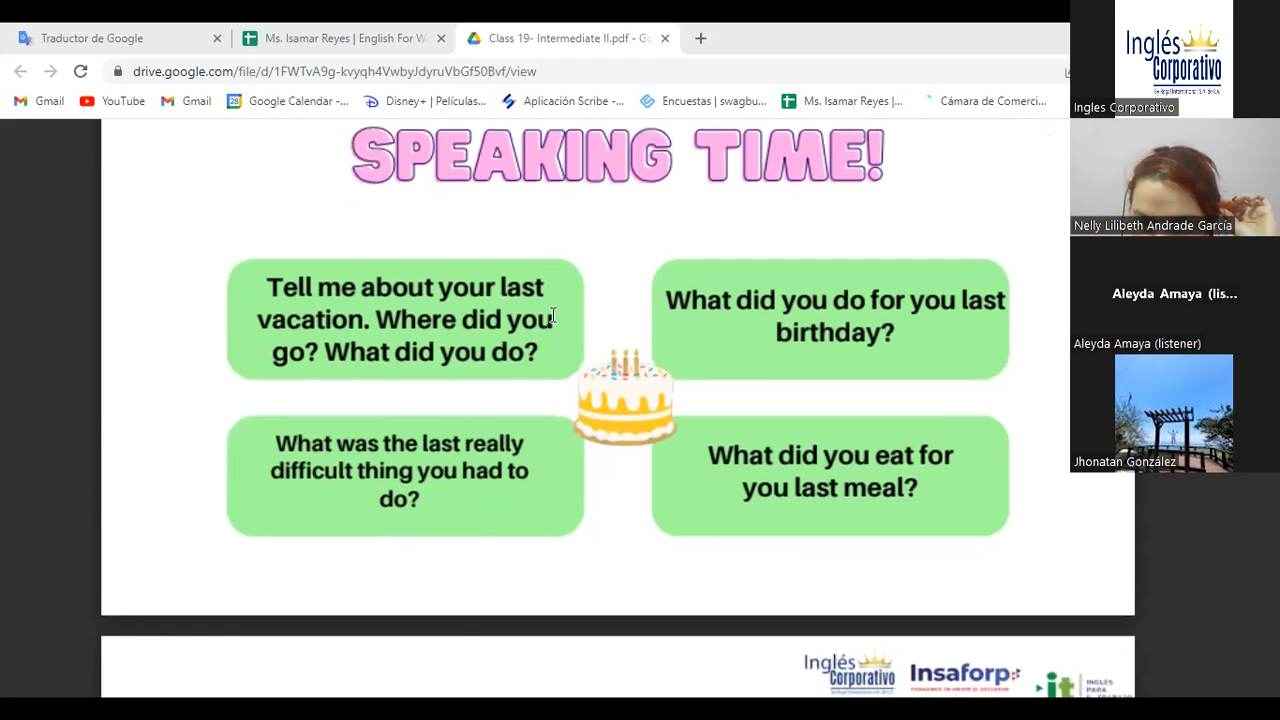 Traductor de Google
Ms. Isamar Reyes | English For W
Class 19- Intermediate II.pdf - Go
drive.google.com/file/d/1FWTvA9g-kvyqh4VwbyJdyruVbGf50Bvf/view
Gmail
YouTube
Gmail
Google Calendar -...
Disney+ | Películas...
Aplicación Scribe -...
Encuestas | swagbu...
Ms. Isamar Reyes |...
Cámara de Comerci...
SPEAKING TIME!
Tell me about your last
vacation. Where did you
go? What did you do?
What did you do for you last
birthday?
What was the last really
difficult thing you had to
do?
What did you eat for
you last meal?
Inglés
Corporativo
Insaforp
it
INGLÉS
PARA
Inglés
Corporativo
Ingles Corporativo
Nelly Lilibeth Andrade García
Aleyda Amaya (lis...
Aleyda Amaya (listener)
Jhonatan González